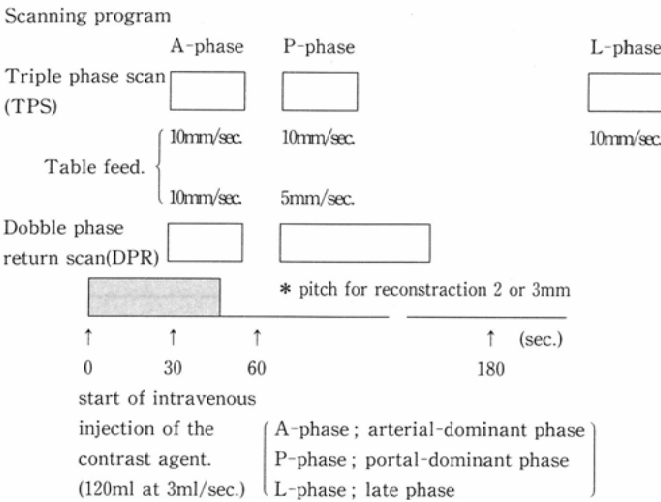 Scanning program
A-phase P-phase L-phase
Triple phase scan
(TPS)
10mm/sec. 10mm/sec. 10mm/sec.
Table feed.
10mm/sec. 5mm/sec.
Dobble phase
return scan(DPR)
* pitch for reconstraction 2 or 3mm
↑ ↑ ↑ ↑ (sec.)
0 30 60 180
start of intravenous
injection of the
contrast agent.
(120ml at 3ml/sec.)
A-phase ; arterial-dominant phase
P-phase ; portal-dominant phase
L-phase ; late phase